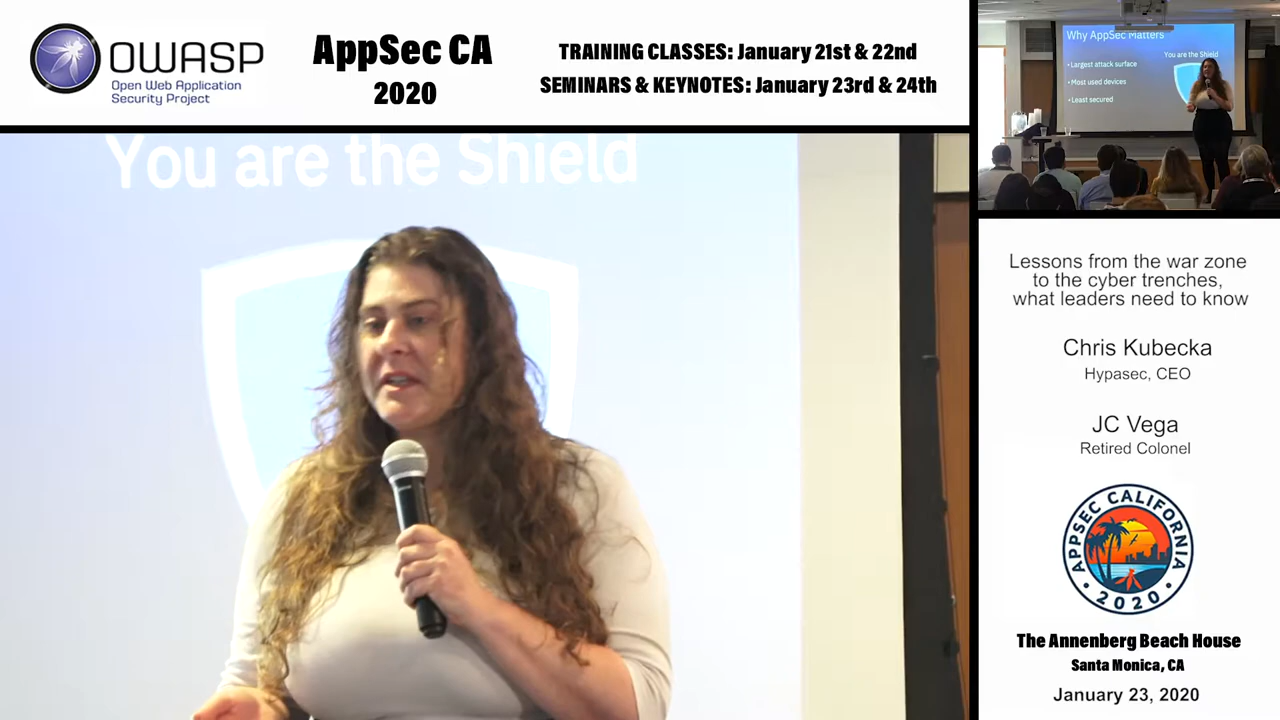 OWASP
Open Web Application
Security Project
AppSec CA
2020
TRAINING CLASSES: January 21st & 22nd
SEMINARS & KEYNOTES: January 23rd & 24th
You are the Shield
Why AppSec Matters
You are the Shield
• Largest attack surface
• Most used devices
• Least secured
Lessons from the war zone
to the cyber trenches,
what leaders need to know
Chris Kubecka
Hypasec, CEO
JC Vega
Retired Colonel
APPSEC CALIFORNIA
• 2020 •
The Annenberg Beach House
Santa Monica, CA
January 23, 2020